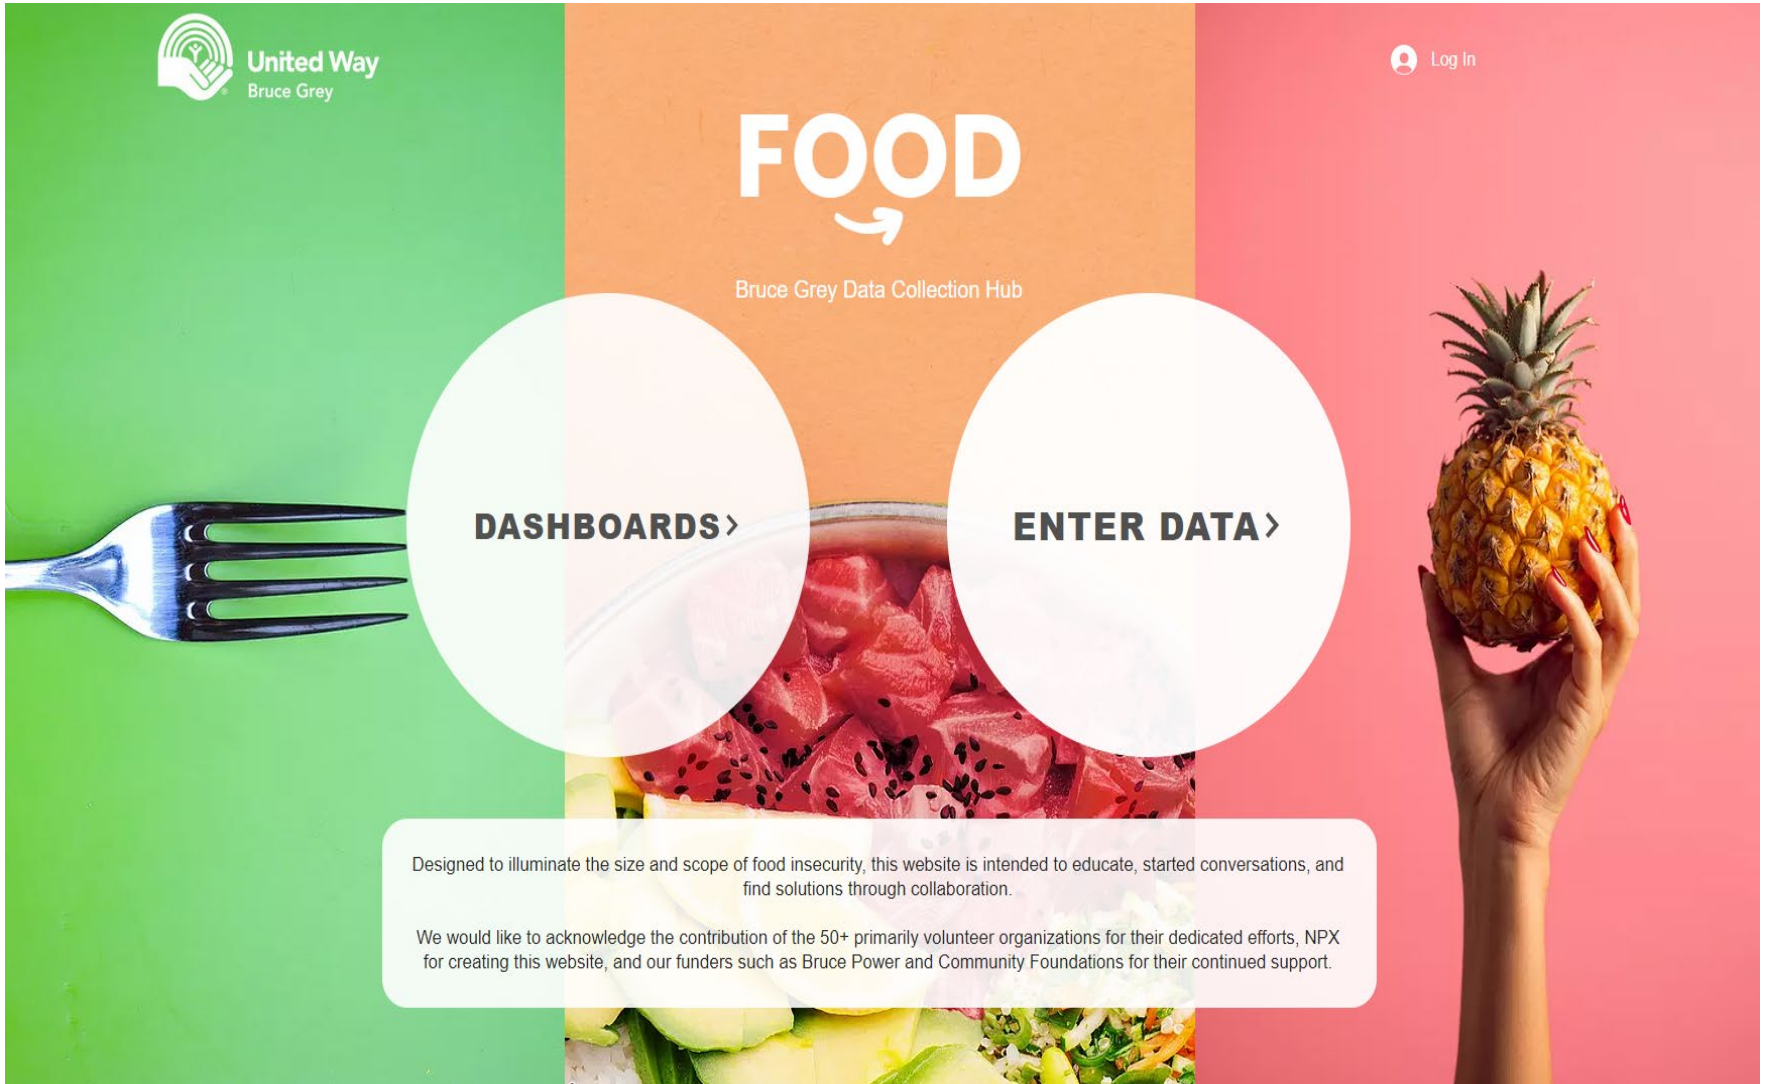 United Way
Bruce Grey
Log In
FOOD
Bruce Grey Data Collection Hub
DASHBOARDS>
ENTER DATA>
Designed to illuminate the size and scope of food insecurity, this website is intended to educate, started conversations, and
find solutions through collaboration.
We would like to acknowledge the contribution of the 50+ primarily volunteer organizations for their dedicated efforts, NPX
for creating this website, and our funders such as Bruce Power and Community Foundations for their continued support.